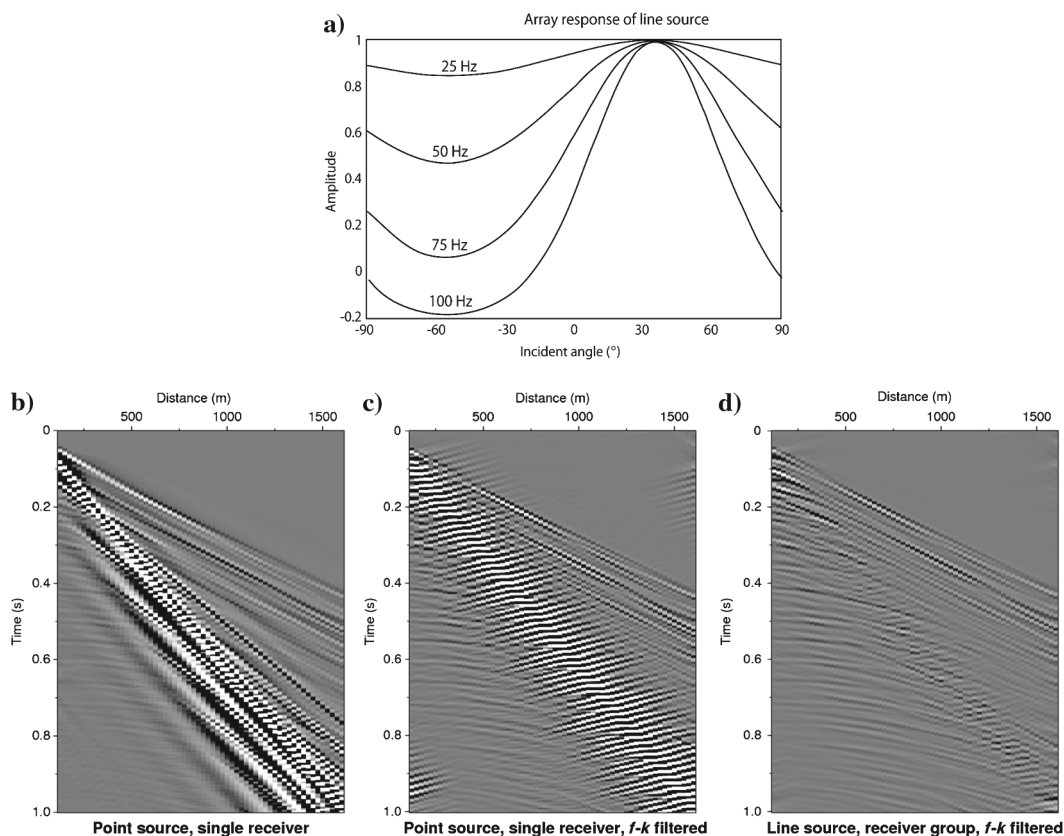 a)
Array response of line source
1
0.8
0.6
0.4
0.2
0
-0.2
Amplitude
25 Hz
50 Hz
75 Hz
100 Hz
-90 -60 -30 0 30 60 90
Incident angle (°)
b)
Distance (m)
500 1000 1500
0
0.2
0.4
0.6
0.8
1.0
Time (s)
Point source, single receiver
c)
Distance (m)
500 1000 1500
0
0.2
0.4
0.6
0.8
1.0
Time (s)
Point source, single receiver, f-k filtered
d)
Distance (m)
500 1000 1500
0
0.2
0.4
0.6
0.8
1.0
Time (s)
Line source, receiver group, f-k filtered